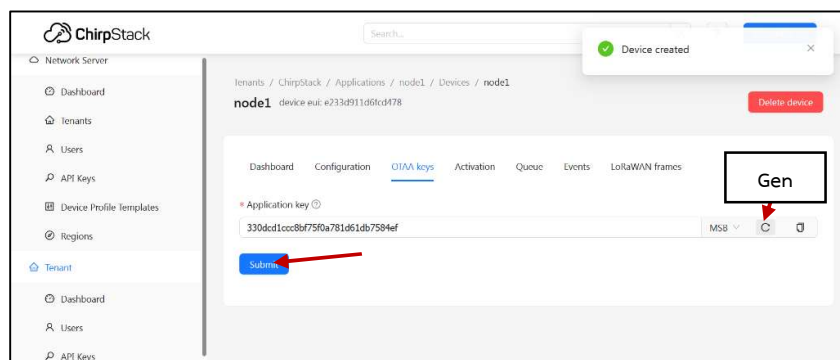 ChirpStack
Search...
Device created
Network Server
Dashboard
Tenants
Users
API Keys
Device Profile Templates
Regions
Tenant
Dashboard
Users
API Keys
Tenants / ChirpStack / Applications / node1 / Devices / node1
node1 device eui: e233d911d6fcd478
Delete device
Dashboard Configuration OTAA keys Activation Queue Events LoRaWAN frames
Gen
* Application key
330dcd1ccc8bf75f0a781d61db7584ef
MSB
Submit